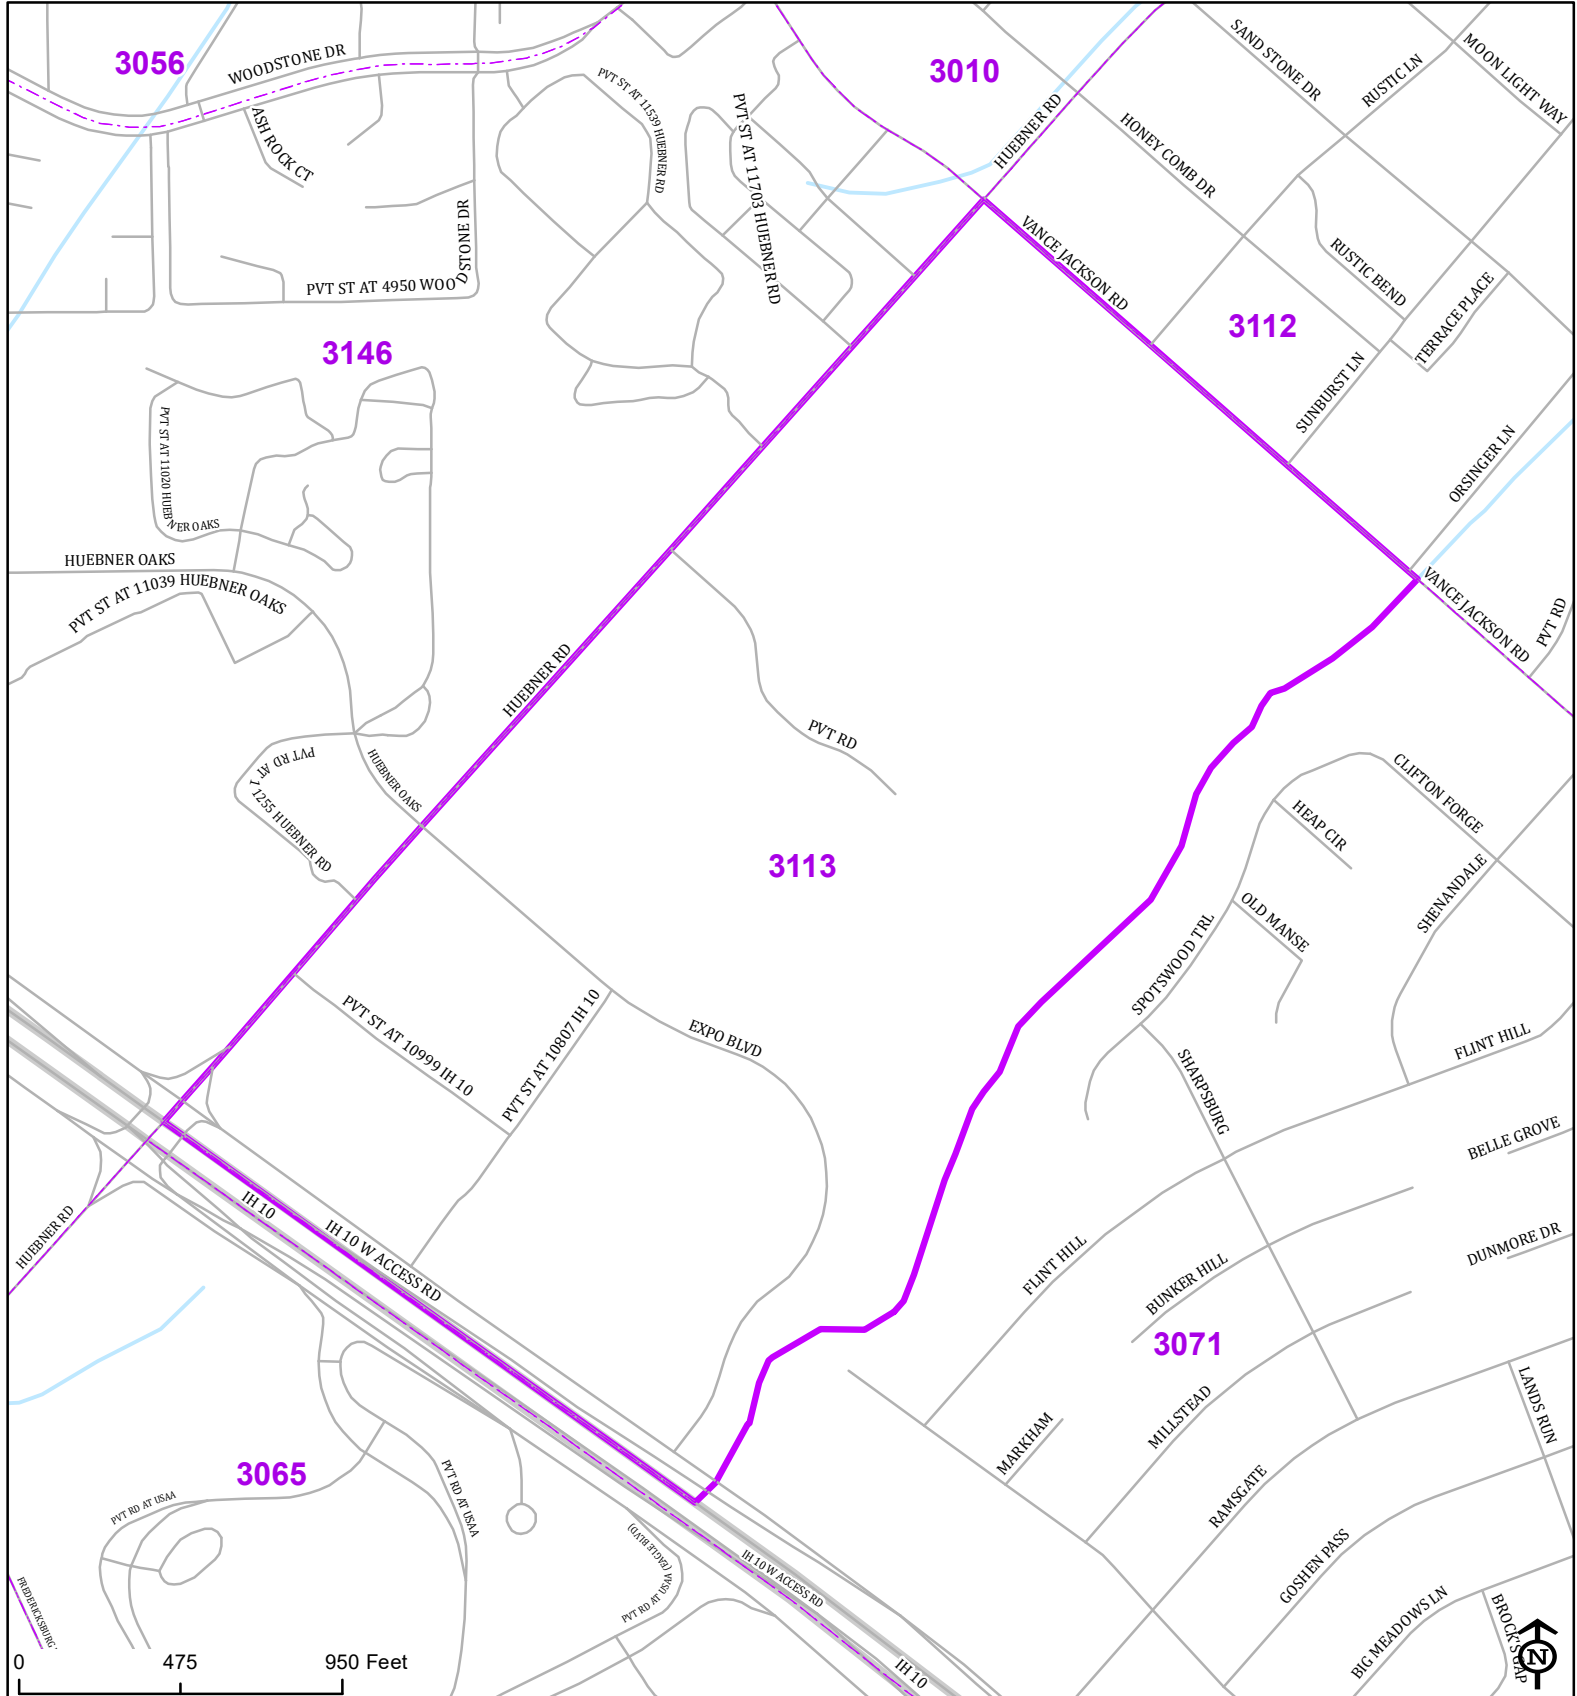 3056
WOODSTONE DR
ASH ROCK CT
PVT ST AT 11539 HUEBNER RD
PVT ST AT 11703 HUEBNER RD
3010
HUEBNER RD
SAND STONE DR
RUSTIC LN
MOON LIGHT WAY
HONEY COMB DR
VANCE JACKSON RD
RUSTIC BEND
TERRACE PLACE
3112
SUNBURST LN
ORSINGER LN
PVT ST AT 4950 WOODSTONE DR
3146
PVT ST AT 11020 HUEBNER OAKS
HUEBNER OAKS
PVT ST AT 11039 HUEBNER OAKS
VANCE JACKSON RD
PVT RD
HUEBNER RD
PVT RD
PVT RD AT 11255 HUEBNER RD
HUEBNER OAKS
CLIFTON FORGE
HEAP CIR
3113
SHENANDALE
OLD MANSE
SPOTSWOOD TRL
PVT ST AT 10999 IH 10
PVT ST AT 10807 IH 10
EXPO BLVD
FLINT HILL
SHARPSBURG
BELLE GROVE
IH 10
HUEBNER RD
IH 10 W ACCESS RD
FLINT HILL
BUNKER HILL
DUNMORE DR
3071
LANDS RUN
MILLSTEAD
MARKHAM
3065
PVT RD AT USAA
PVT RD AT USAA
RAMSGATE
PVT RD AT USAA (EAGLE BLVD)
IH 10 W ACCESS RD
GOSHEN PASS
FREDERICKSBURG
BIG MEADOWS LN
BROCK'S GAP
IH 10
0 475 950 Feet
N